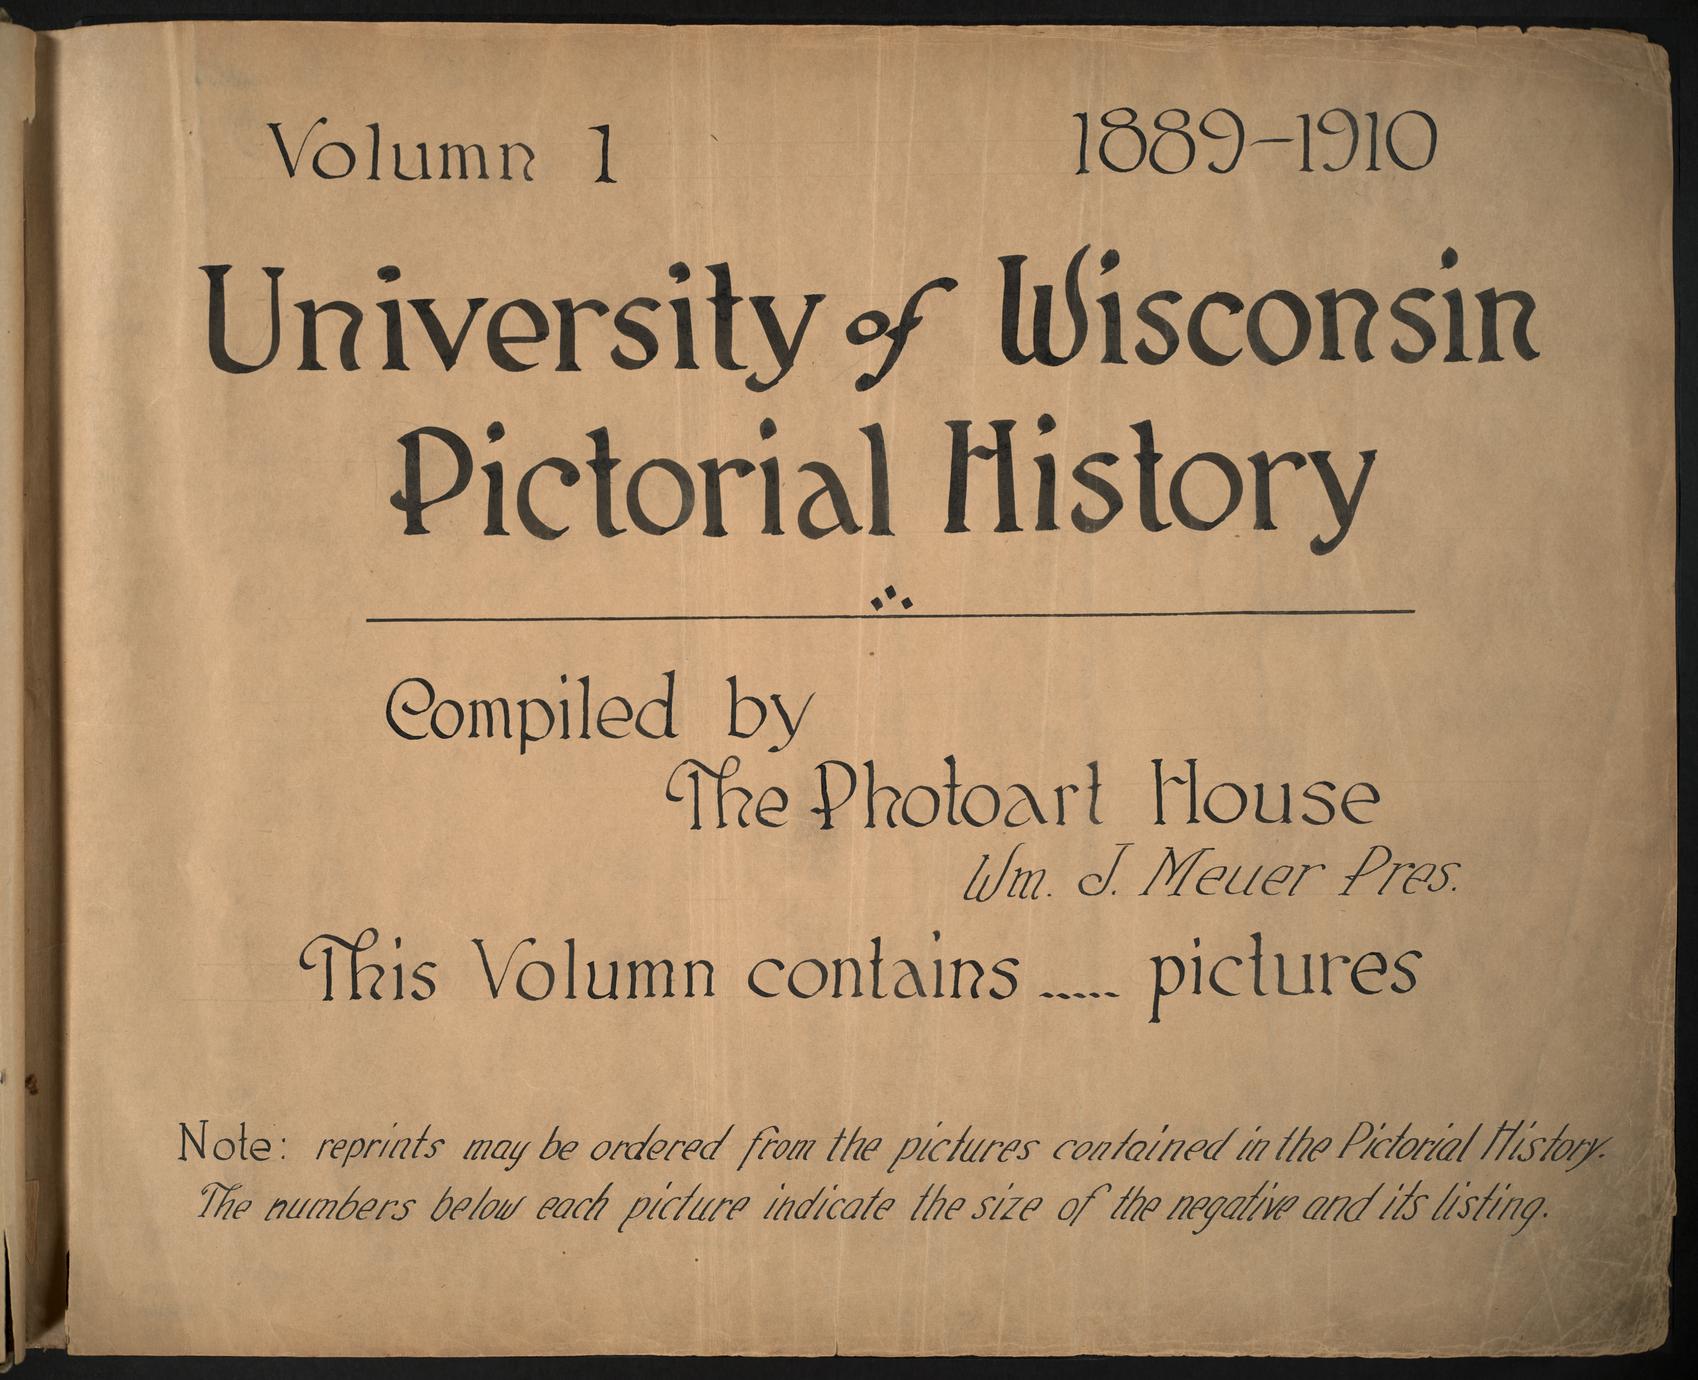 Volumn 1 1889-1910
University of Wisconsin
Pictorial History
Compiled by
The Photoart House
Wm. J. Meuer Pres.
This Volumn contains ..... pictures
Note: reprints may be ordered from the pictures contained in the Pictorial History.
The numbers below each picture indicate the size of the negative and its listing.